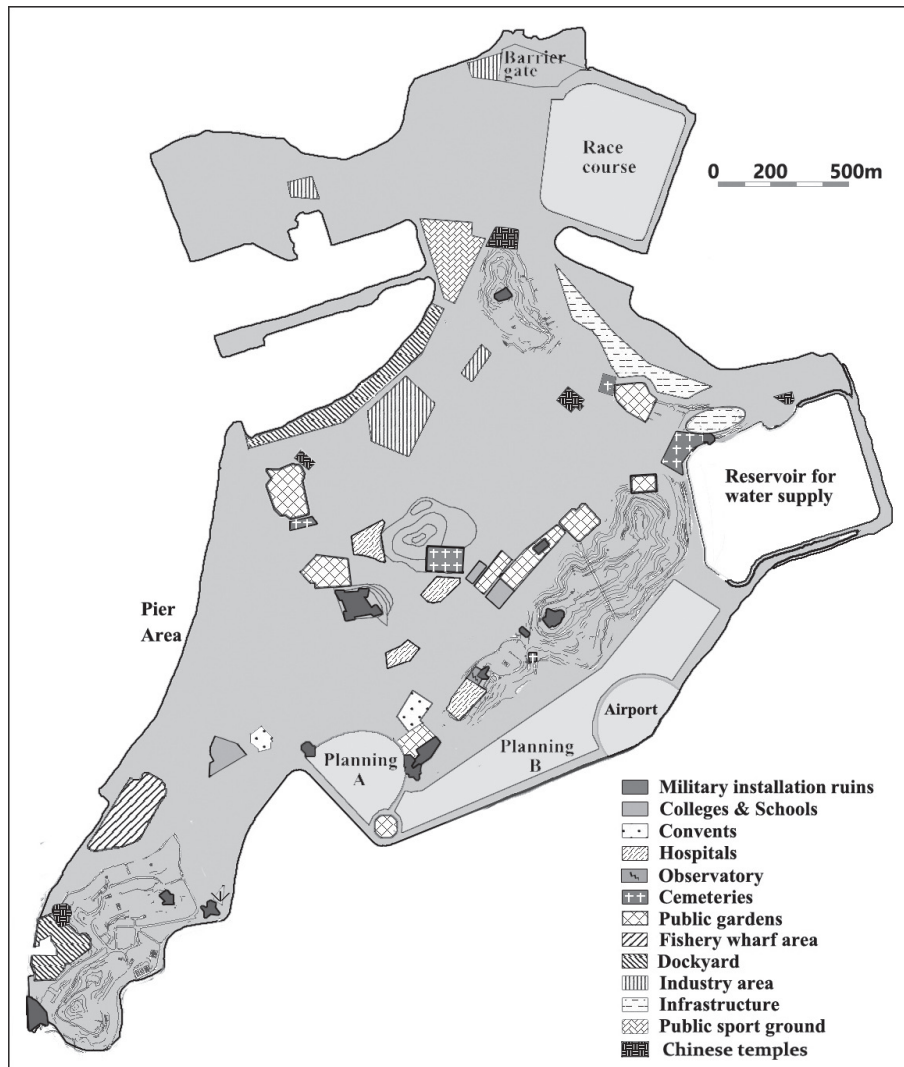 Barrier
gate
Race
course
0 200 500m
Reservoir for
water supply
Pier
Area
Airport
Planning
B
Planning
A
Military installation ruins
Colleges & Schools
Convents
Hospitals
Observatory
Cemeteries
Public gardens
Fishery wharf area
Dockyard
Industry area
Infrastructure
Public sport ground
Chinese temples